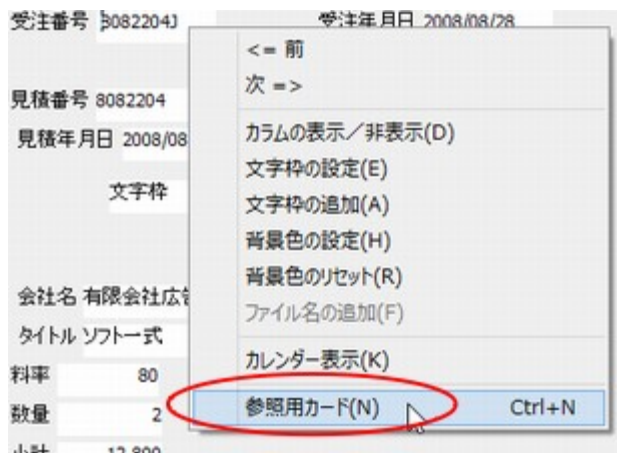 受注番号 8082204J 受注年月日 2008/08/28
<= 前
次 =>
見積番号 8082204
見積年月日 2008/08
カラムの表示／非表示(D)
文字枠の設定(E)
文字枠
文字枠の追加(A)
背景色の設定(H)
背景色のリセット(R)
会社名 有限会社広
ファイル名の追加(F)
タイトル ソフト一式
カレンダー表示(K)
料率 80
参照用カード(N) Ctrl+N
数量 2
小計 12,800